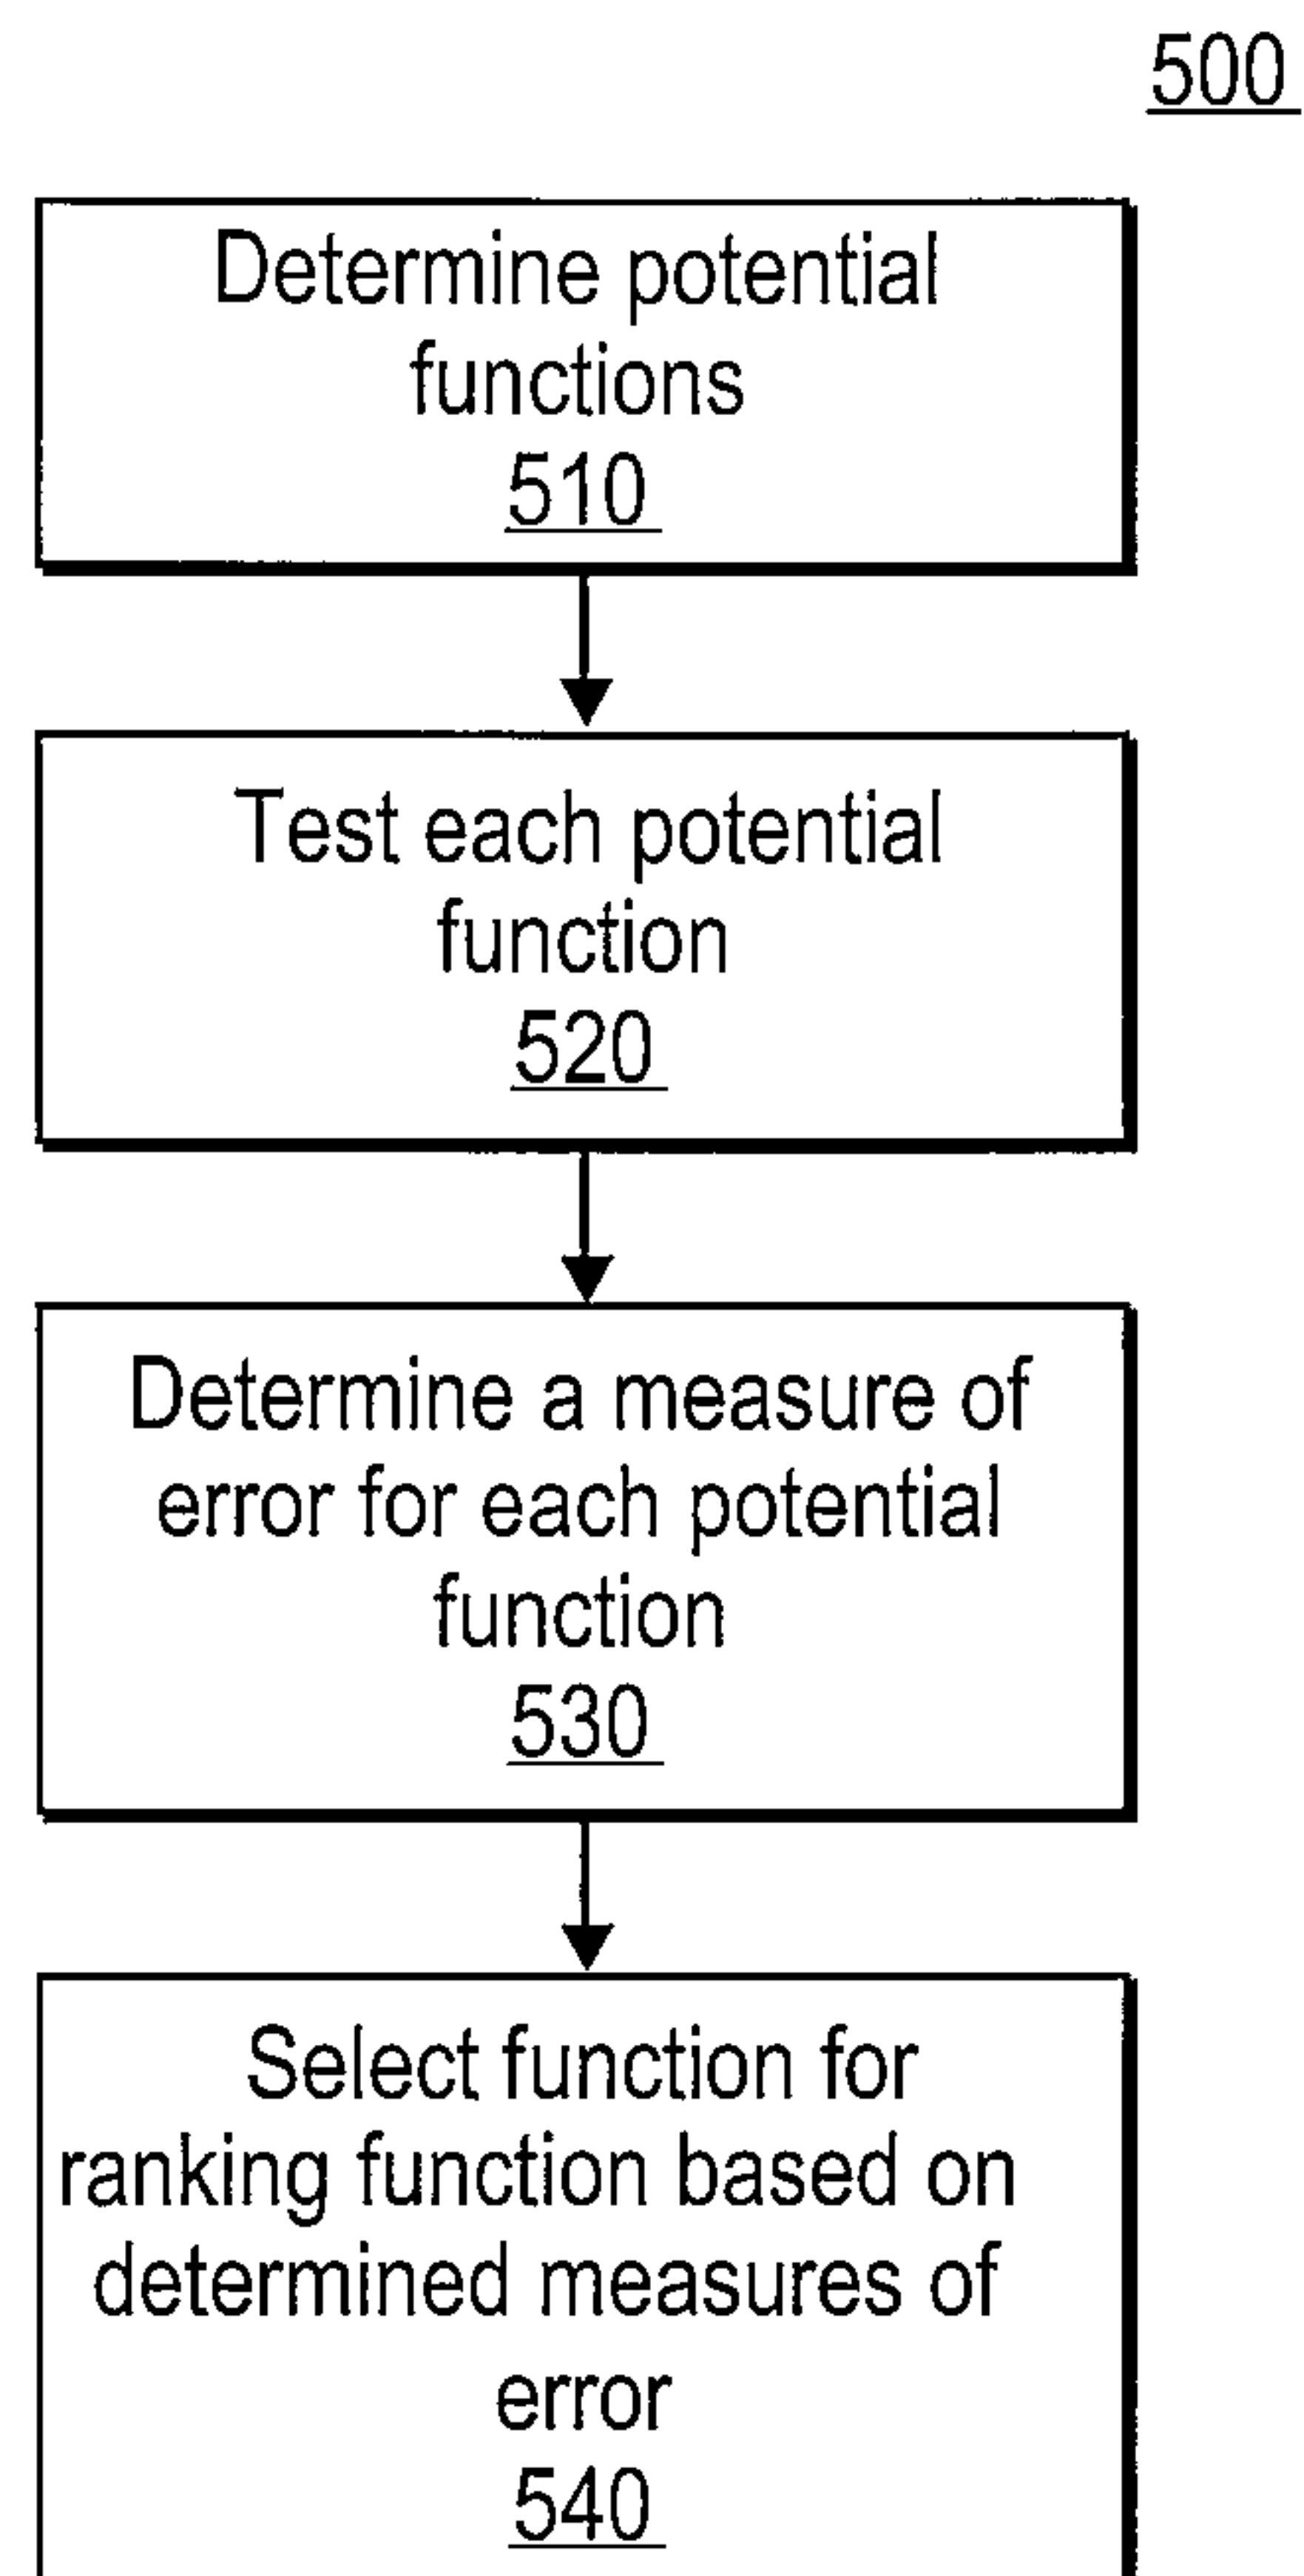 500
Determine potential
functions
510
Test each potential
function
520
Determine a measure of
error for each potential
function
530
Select function for
ranking function based on
determined measures of
error
540